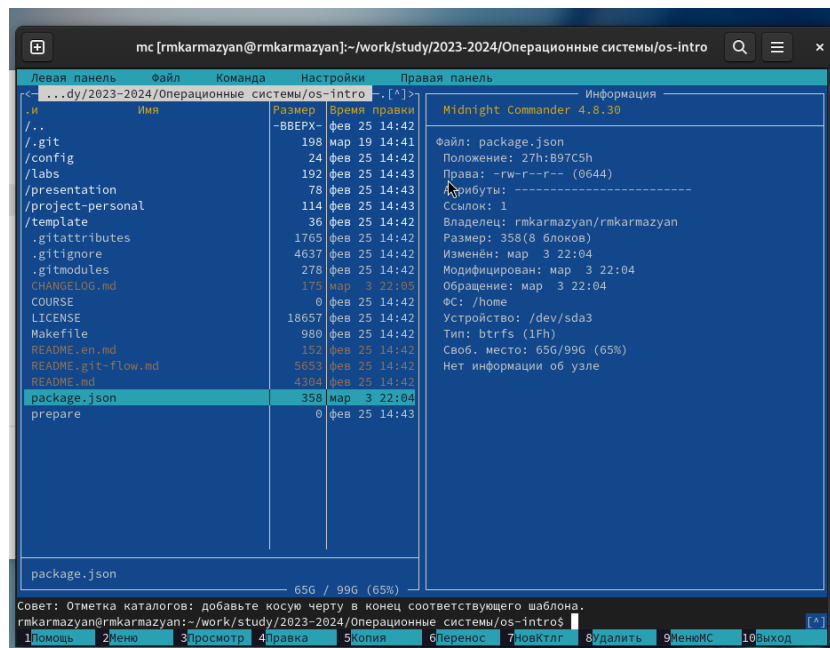 mc [rmkarmazyan@rmkarmazyan]:~/work/study/2023-2024/Операционные системы/os-intro
Левая панель Файл Команда Настройки Правая панель
<─ ...dy/2023-2024/Операционные системы/os-intro ─.[^]>
.и Имя Размер Время правки
/.. -ВВЕРХ- фев 25 14:42
/.git 198 мар 19 14:41
/config 24 фев 25 14:42
/labs 192 фев 25 14:43
/presentation 78 фев 25 14:43
/project-personal 114 фев 25 14:43
/template 36 фев 25 14:42
.gitattributes 1765 фев 25 14:42
.gitignore 4637 фев 25 14:42
.gitmodules 278 фев 25 14:42
CHANGELOG.md 175 мар 3 22:05
COURSE 0 фев 25 14:42
LICENSE 18657 фев 25 14:42
Makefile 980 фев 25 14:42
README.en.md 152 фев 25 14:42
README.git-flow.md 5653 фев 25 14:42
README.md 4304 фев 25 14:42
package.json 358 мар 3 22:04
prepare 0 фев 25 14:43
package.json
65G / 99G (65%)
Информация
Midnight Commander 4.8.30
Файл: package.json
Положение: 27h:B97C5h
Права: -rw-r--r-- (0644)
Атрибуты: -------------------------
Ссылок: 1
Владелец: rmkarmazyan/rmkarmazyan
Размер: 358(8 блоков)
Изменён: мар 3 22:04
Модифицирован: мар 3 22:04
Обращение: мар 3 22:04
ФС: /home
Устройство: /dev/sda3
Тип: btrfs (1Fh)
Своб. место: 65G/99G (65%)
Нет информации об узле
Совет: Отметка каталогов: добавьте косую черту в конец соответствующего шаблона.
rmkarmazyan@rmkarmazyan:~/work/study/2023-2024/Операционные системы/os-intro$ [^]
1Помощь 2Меню 3Просмотр 4Правка 5Копия 6Перенос 7НовКтлг 8Удалить 9МенюMC 10Выход